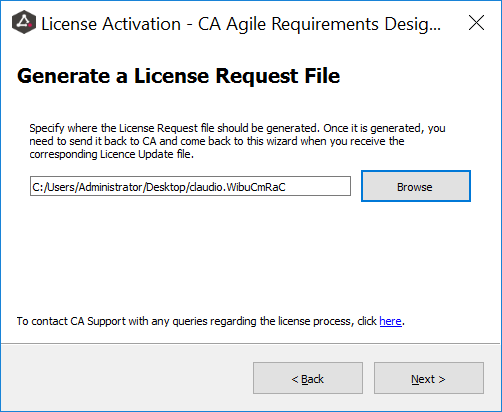 License Activation - CA Agile Requirements Desig...
Generate a License Request File
Specify where the License Request file should be generated. Once it is generated, you
need to send it back to CA and come back to this wizard when you receive the
corresponding Licence Update file.
C:/Users/Administrator/Desktop/claudio.WibuCmRaC
Browse
To contact CA Support with any queries regarding the license process, click here.
< Back
Next >